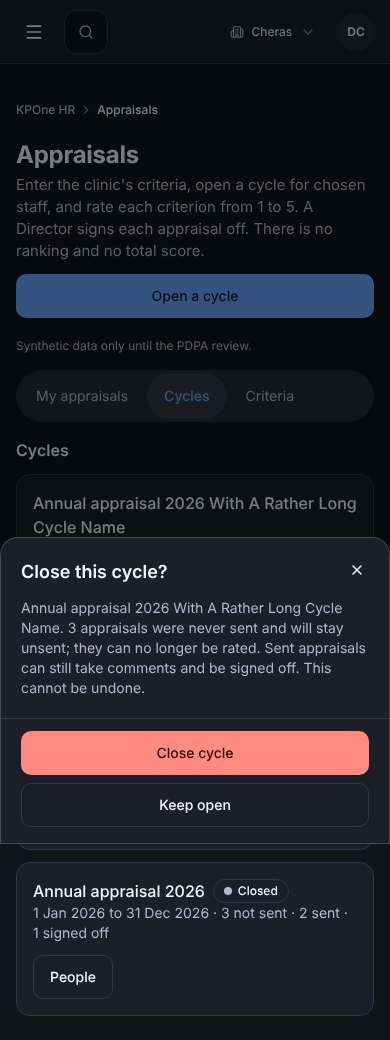 Cheras
DC
KPOne HR > Appraisals
Appraisals
Enter the clinic's criteria, open a cycle for chosen
staff, and rate each criterion from 1 to 5. A
Director signs each appraisal off. There is no
ranking and no total score.
Open a cycle
Synthetic data only until the PDPA review.
My appraisals Cycles Criteria
Cycles
Annual appraisal 2026 With A Rather Long
Cycle Name
Close this cycle?
Annual appraisal 2026 With A Rather Long Cycle
Name. 3 appraisals were never sent and will stay
unsent; they can no longer be rated. Sent appraisals
can still take comments and be signed off. This
cannot be undone.
Close cycle
Keep open
Annual appraisal 2026 Closed
1 Jan 2026 to 31 Dec 2026 · 3 not sent · 2 sent ·
1 signed off
People